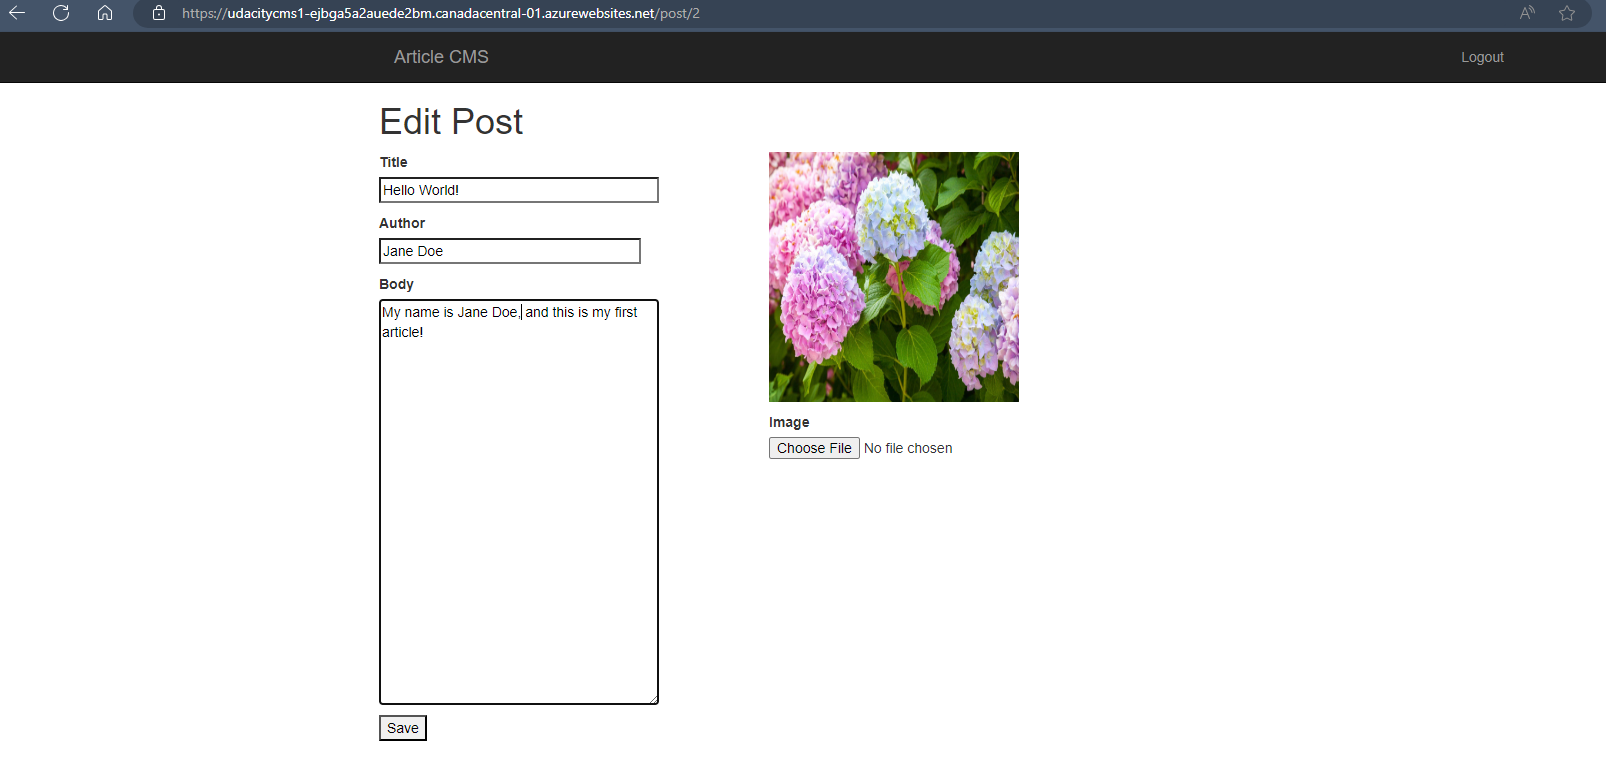 https://udacitycms1-ejbga5a2auede2bm.canadacentral-01.azurewebsites.net/post/2
Article CMS
Logout
Edit Post
Title
Hello World!
Author
Jane Doe
Body
My name is Jane Doe, and this is my first
article!
Image
Choose File No file chosen
Save